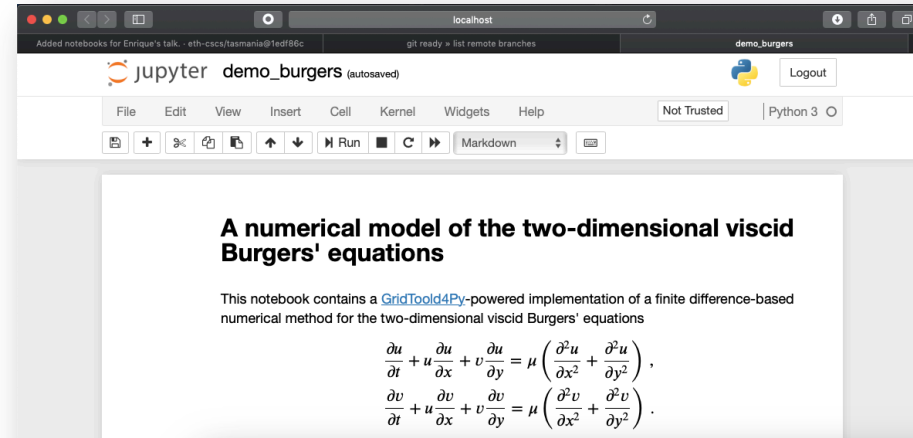 localhost
Added notebooks for Enrique's talk. · eth-cscs/tasmania@1edf86c
git ready » list remote branches
demo_burgers
jupyter demo_burgers (autosaved)
Logout
File Edit View Insert Cell Kernel Widgets Help
Not Trusted
Python 3
Run
Markdown
A numerical model of the two-dimensional viscid
Burgers' equations
This notebook contains a GridToold4Py-powered implementation of a finite difference-based
numerical method for the two-dimensional viscid Burgers' equations
∂u/∂t + u ∂u/∂x + v ∂u/∂y = μ ( ∂²u/∂x² + ∂²u/∂y² ) ,
∂v/∂t + u ∂v/∂x + v ∂v/∂y = μ ( ∂²v/∂x² + ∂²v/∂y² ) .